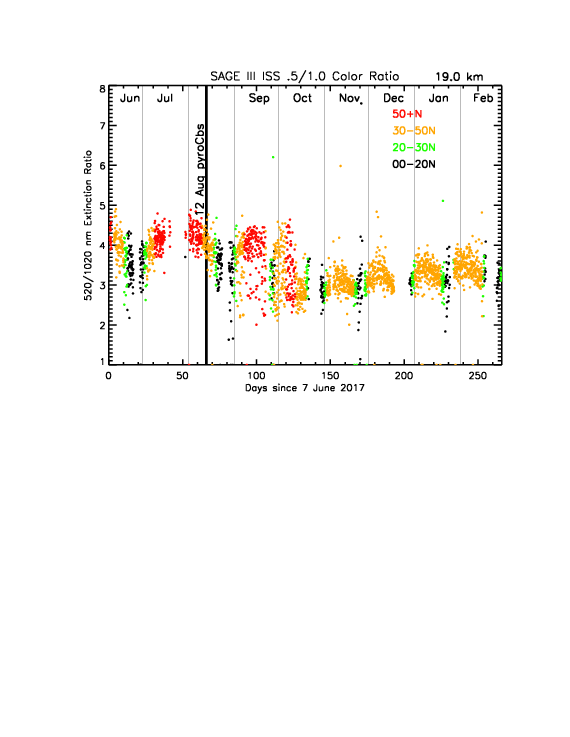 SAGE III ISS .5/1.0 Color Ratio 19.0 km
Jun Jul Sep Oct Nov Dec Jan Feb
50+N
30−50N
20−30N
00−20N
12 Aug pyroCbs
520/1020 nm Extinction Ratio
8
7
6
5
4
3
2
1
0 50 100 150 200 250
Days since 7 June 2017